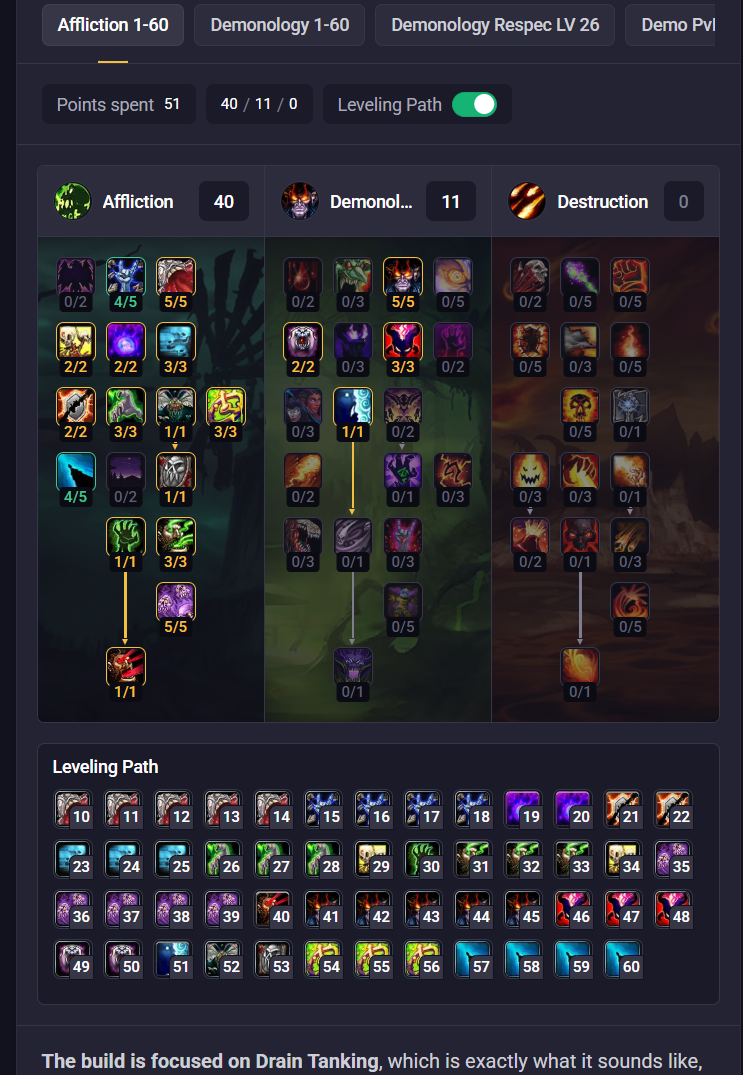 Affliction 1-60 Demonology 1-60 Demonology Respec LV 26 Demo PvP
Points spent 51 40 / 11 / 0 Leveling Path
Affliction 40 Demonol... 11 Destruction 0
0/2 4/5 5/5 0/2 0/3 5/5 0/5 0/2 0/5 0/5
2/2 2/2 3/3 2/2 0/3 3/3 0/2 0/5 0/3 0/5
2/2 3/3 1/1 3/3 0/3 1/1 0/2 0/5 0/1
4/5 0/2 1/1 0/2 0/1 0/3 0/3 0/3 0/1
1/1 3/3 0/3 0/1 0/3 0/2 0/1 0/3
5/5 0/5 0/5
1/1 0/1 0/1
Leveling Path
10 11 12 13 14 15 16 17 18 19 20 21 22
23 24 25 26 27 28 29 30 31 32 33 34 35
36 37 38 39 40 41 42 43 44 45 46 47 48
49 50 51 52 53 54 55 56 57 58 59 60
The build is focused on Drain Tanking, which is exactly what it sounds like,